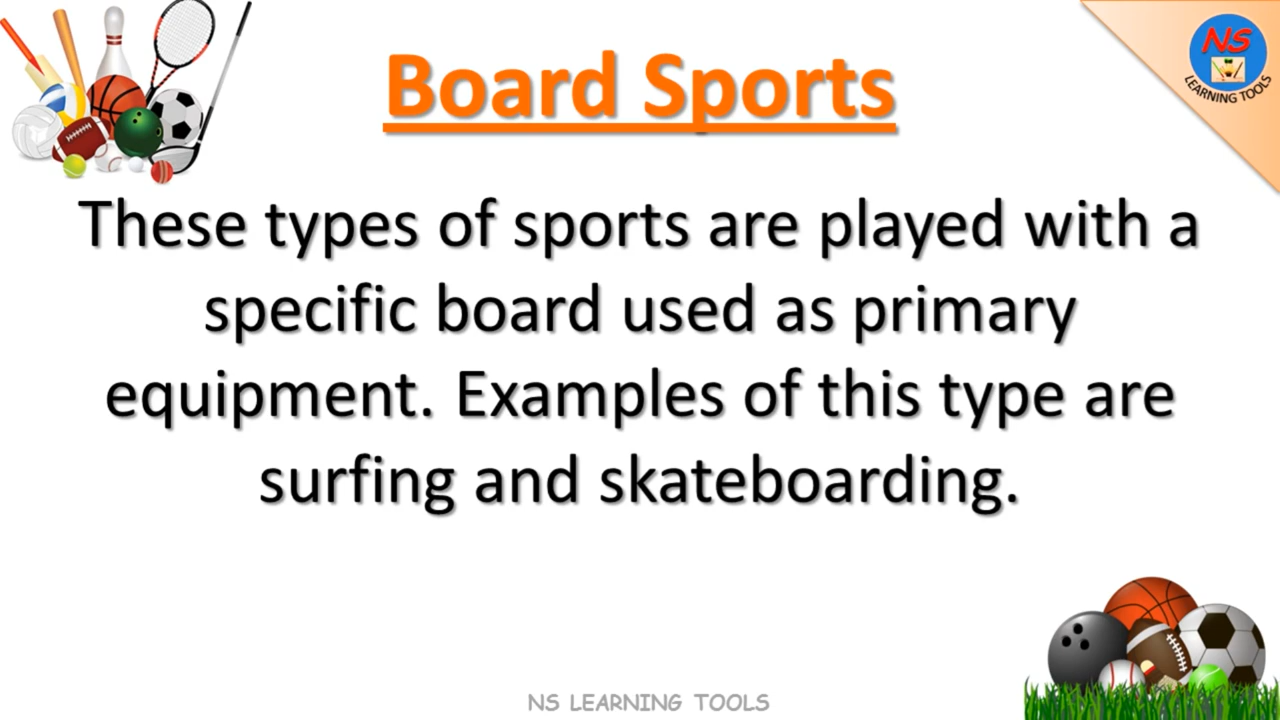 Board Sports
NS
LEARNING TOOLS
These types of sports are played with a
specific board used as primary
equipment. Examples of this type are
surfing and skateboarding.
NS LEARNING TOOLS